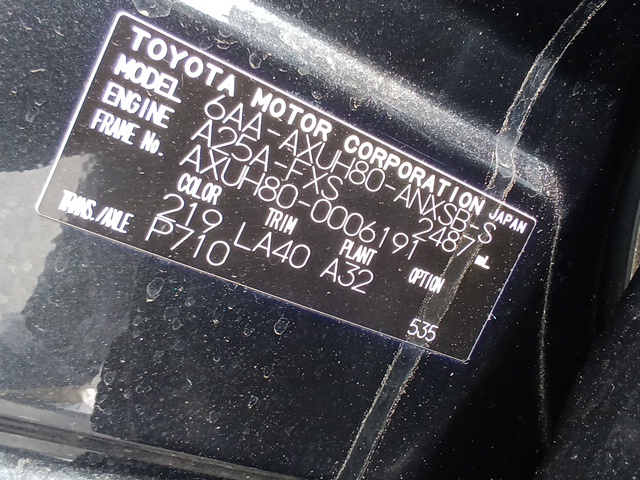 TOYOTA MOTOR CORPORATION JAPAN
MODEL 6AA-AXUH80-ANXSB-S
ENGINE A25A-FXS 2487 mL
FRAME No. AXUH80-0006191
COLOR TRIM PLANT OPTION
219 LA40 A32
TRANS./AXLE P710 535